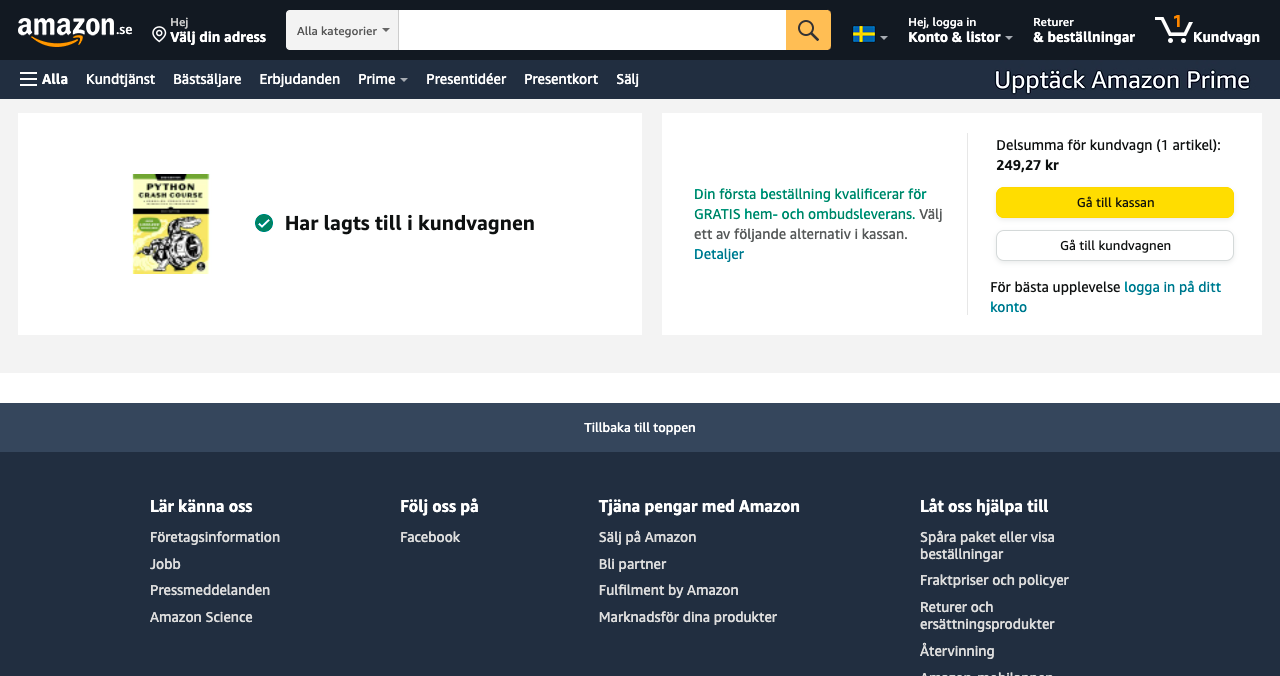 amazon.se
Hej
Välj din adress
Alla kategorier
Hej, logga in
Konto & listor
Returer
& beställningar
1
Kundvagn
Alla
Kundtjänst
Bästsäljare
Erbjudanden
Prime
Presentidéer
Presentkort
Sälj
Upptäck Amazon Prime
PYTHON
CRASH COURSE
Har lagts till i kundvagnen
Din första beställning kvalificerar för
GRATIS hem- och ombudsleverans. Välj
ett av följande alternativ i kassan.
Detaljer
Delsumma för kundvagn (1 artikel):
249,27 kr
Gå till kassan
Gå till kundvagnen
För bästa upplevelse logga in på ditt
konto
Tillbaka till toppen
Lär känna oss
Företagsinformation
Jobb
Pressmeddelanden
Amazon Science
Följ oss på
Facebook
Tjäna pengar med Amazon
Sälj på Amazon
Bli partner
Fulfilment by Amazon
Marknadsför dina produkter
Låt oss hjälpa till
Spåra paket eller visa
beställningar
Fraktpriser och policyer
Returer och
ersättningsprodukter
Återvinning
Amazon-mobilappen